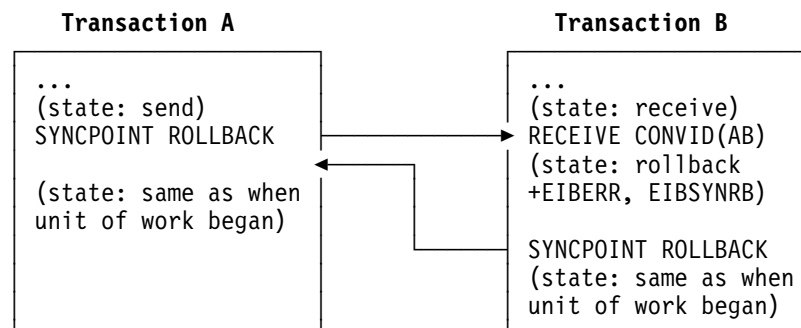 Transaction A
Transaction B
...
(state: send)
SYNCPOINT ROLLBACK
(state: same as when
unit of work began)
...
(state: receive)
RECEIVE CONVID(AB)
(state: rollback
+EIBERR, EIBSYNRB)
SYNCPOINT ROLLBACK
(state: same as when
unit of work began)